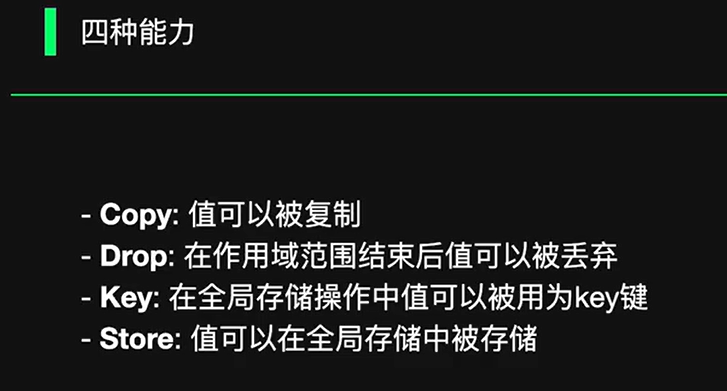 四种能力
- Copy: 值可以被复制
- Drop: 在作用域范围结束后值可以被丢弃
- Key: 在全局存储操作中值可以被用为key键
- Store: 值可以在全局存储中被存储